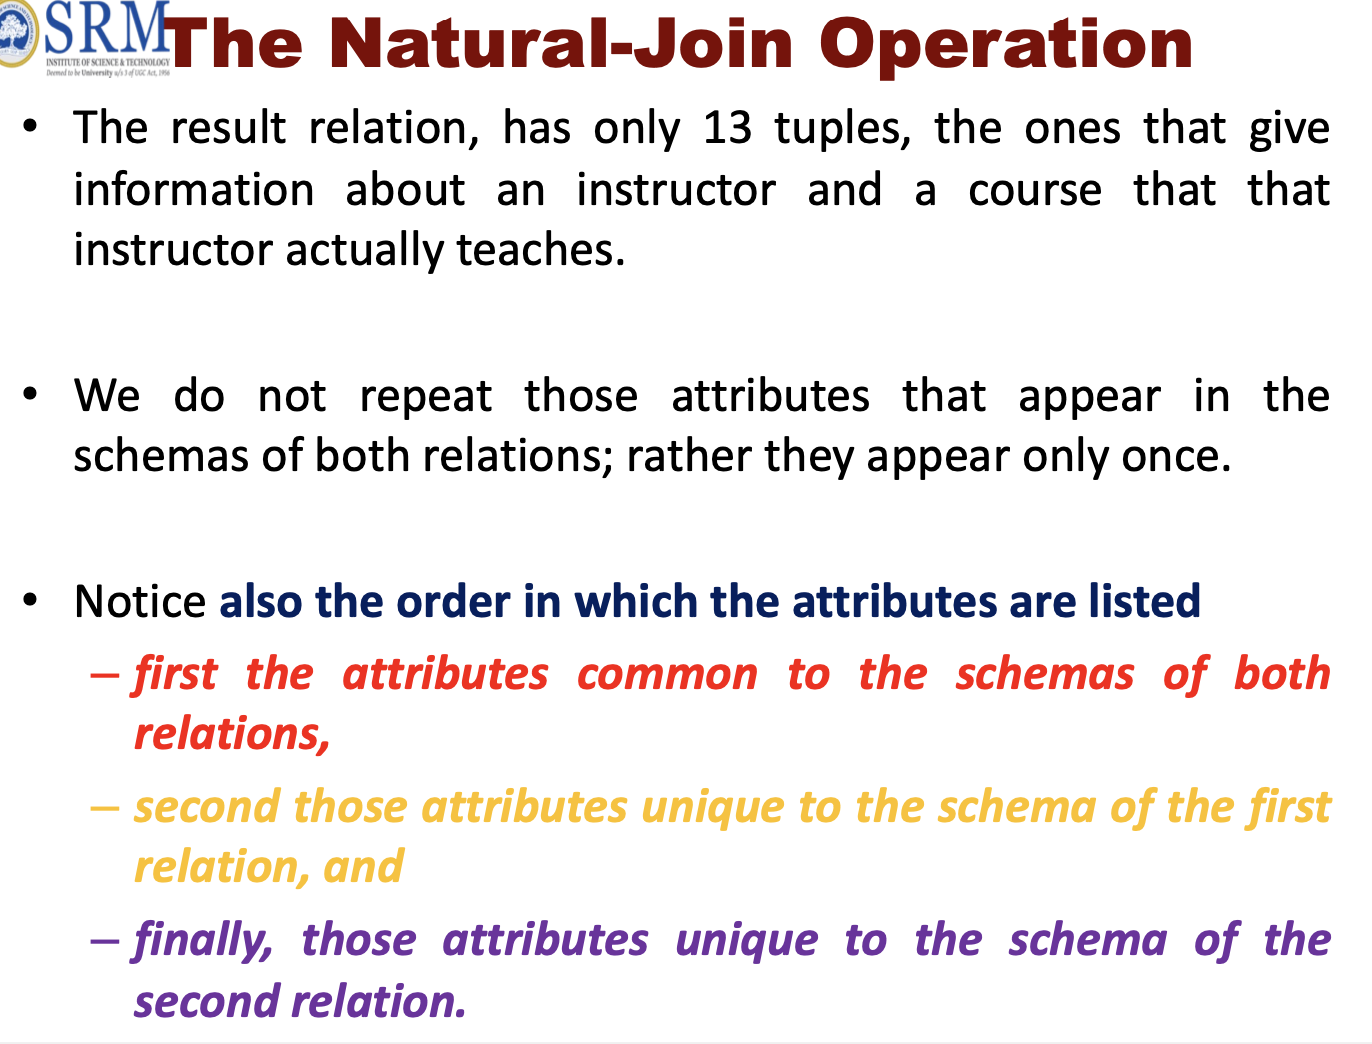 SRM
INSTITUTE OF SCIENCE & TECHNOLOGY
Deemed to be University u/s 3 of UGC Act, 1956
The Natural-Join Operation
• The result relation, has only 13 tuples, the ones that give
information about an instructor and a course that that
instructor actually teaches.
• We do not repeat those attributes that appear in the
schemas of both relations; rather they appear only once.
• Notice also the order in which the attributes are listed
– first the attributes common to the schemas of both
relations,
– second those attributes unique to the schema of the first
relation, and
– finally, those attributes unique to the schema of the
second relation.